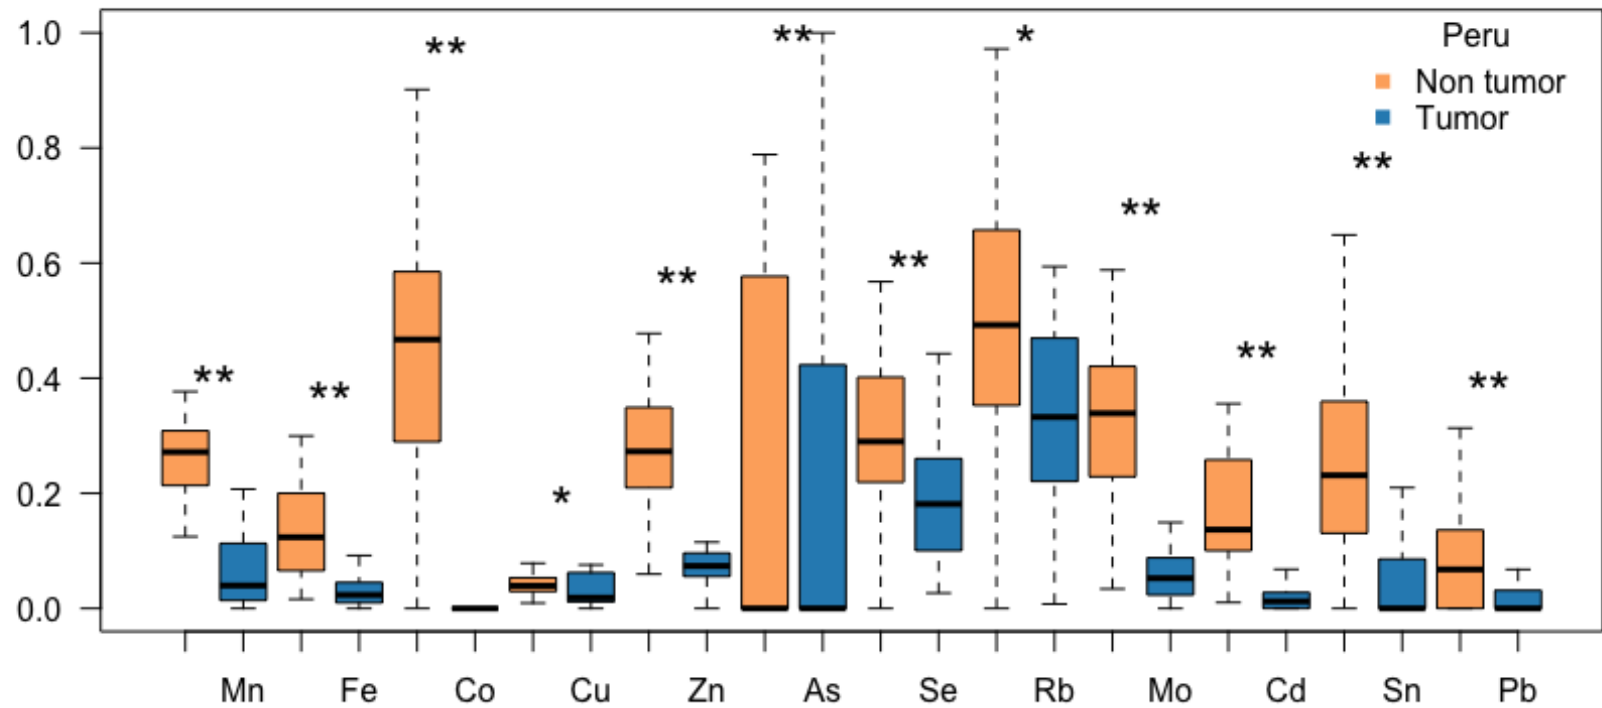 Peru
Non tumor
Tumor
1.0
0.8
0.6
0.4
0.2
0.0
** ** ** * ** ** ** * ** ** ** **
Mn Fe Co Cu Zn As Se Rb Mo Cd Sn Pb